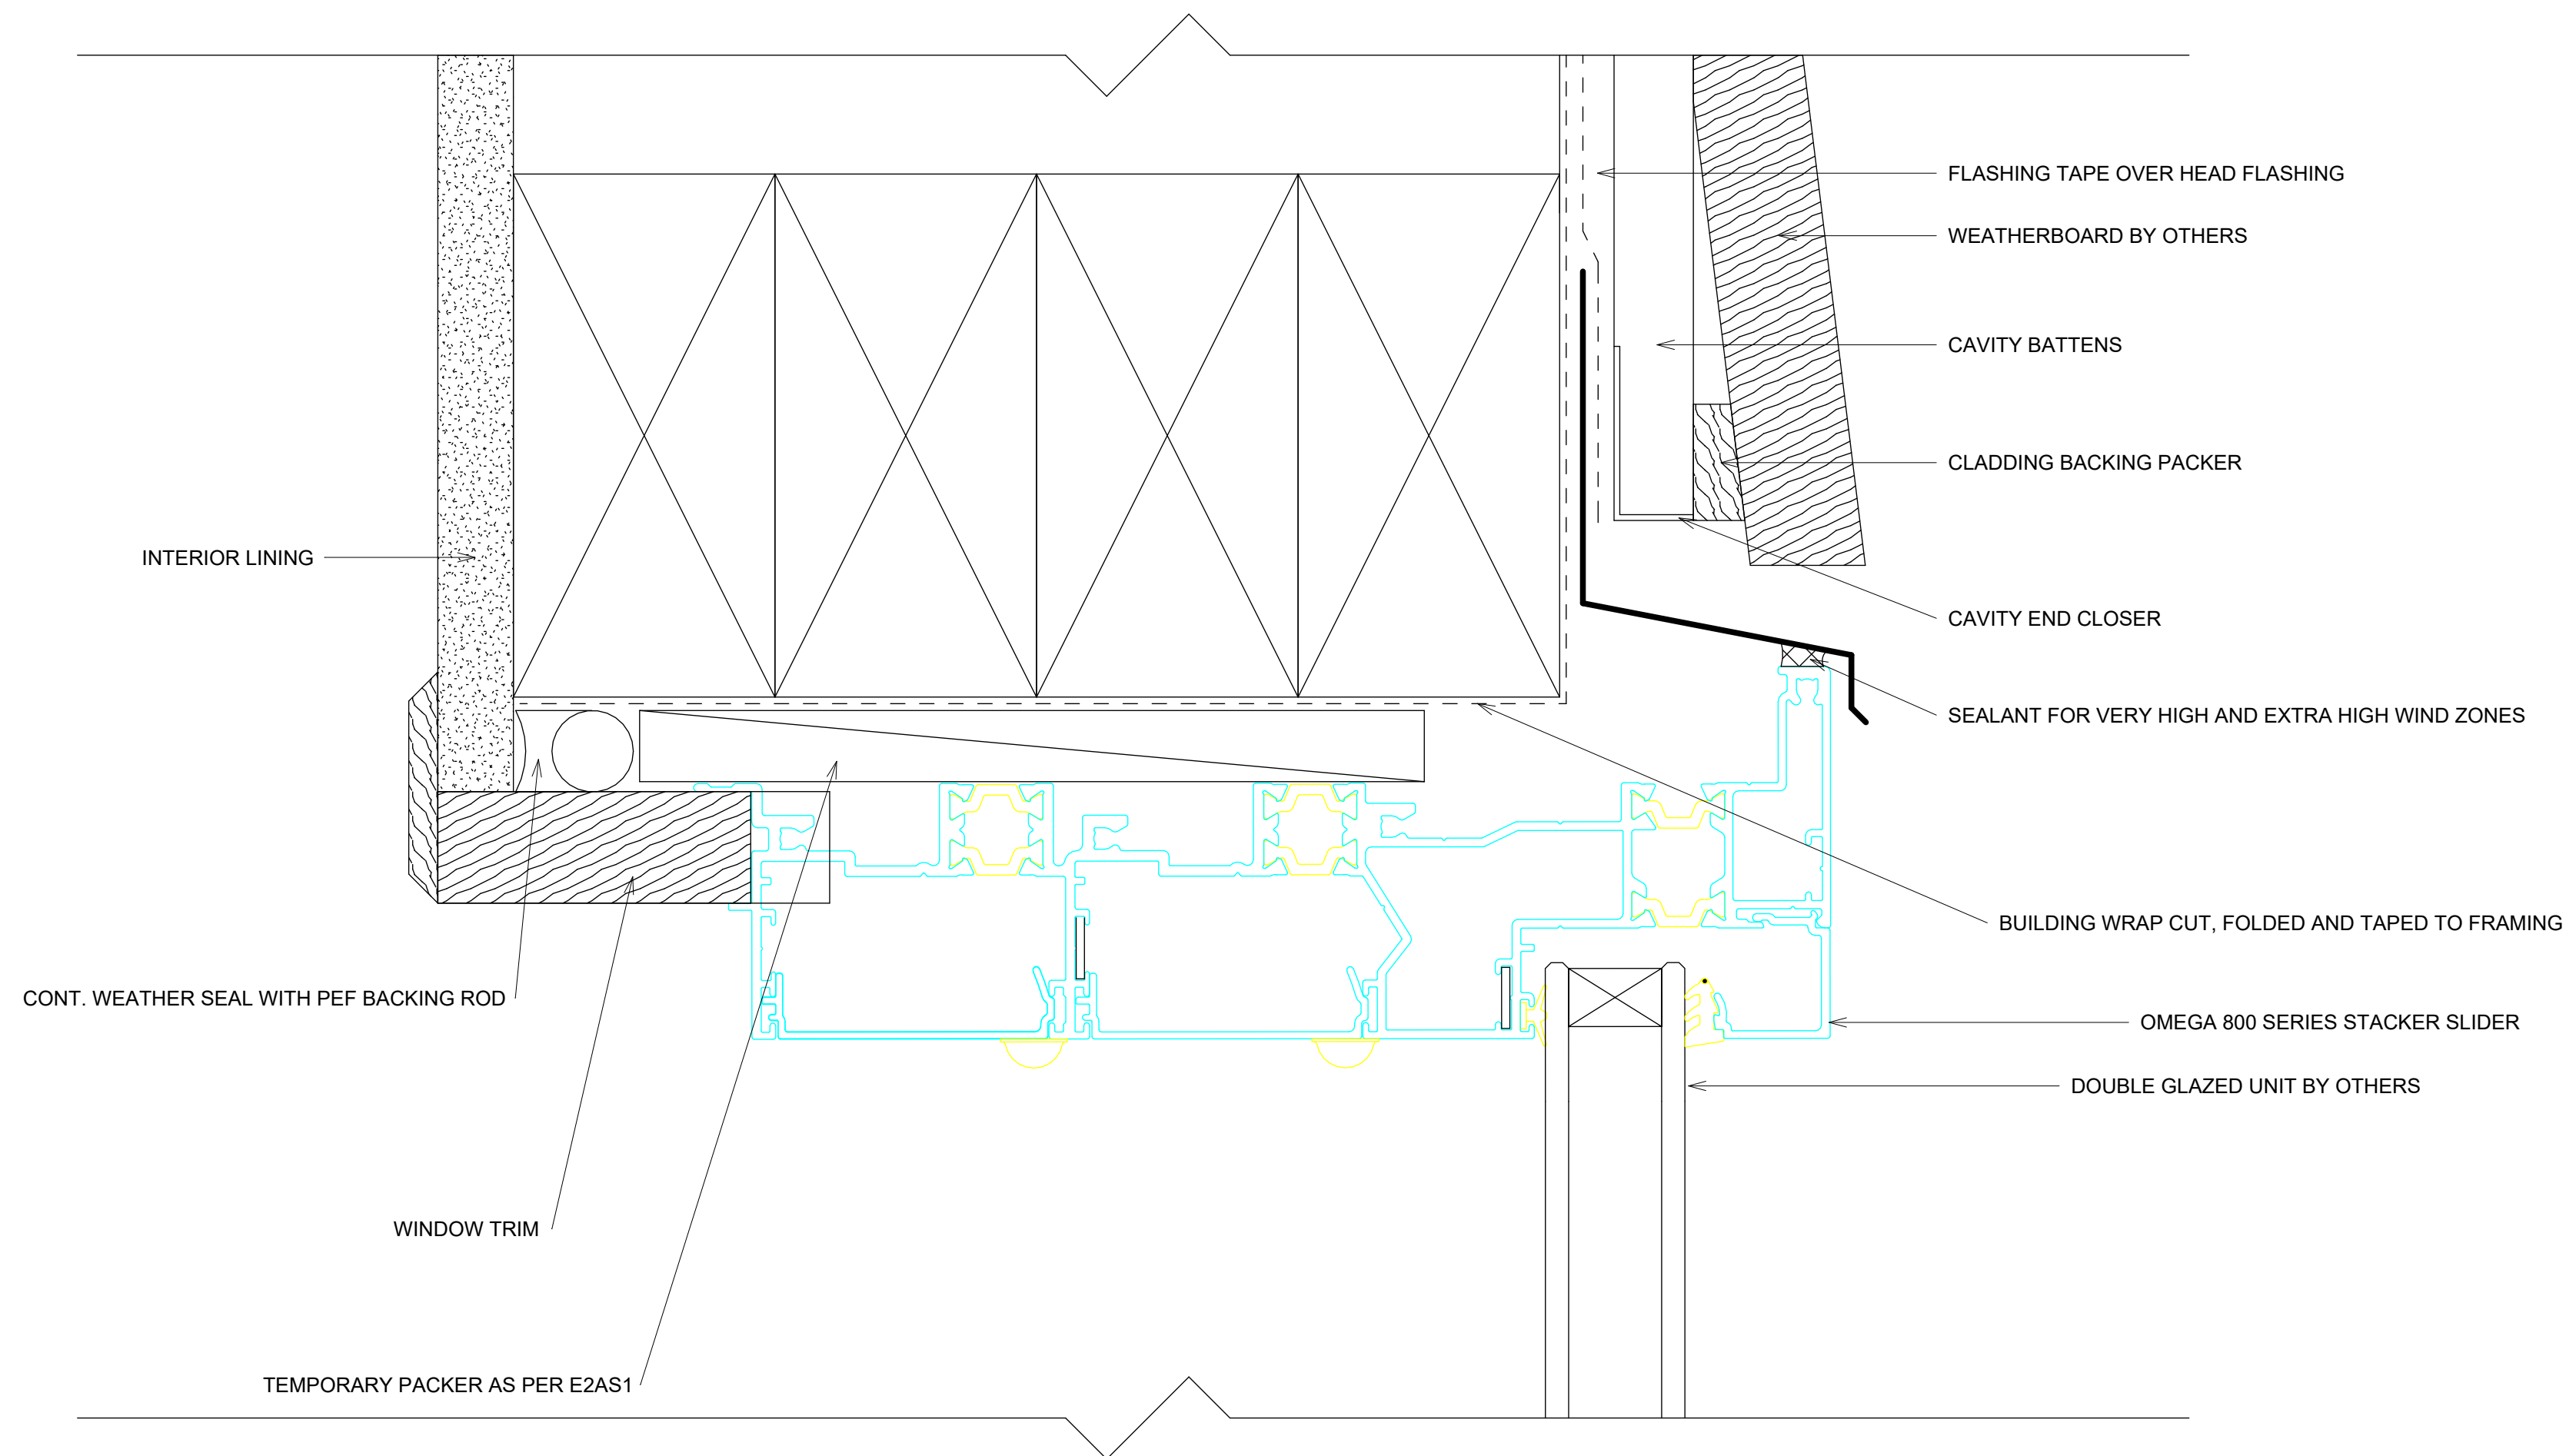 FLASHING TAPE OVER HEAD FLASHING
WEATHERBOARD BY OTHERS
CAVITY BATTENS
CLADDING BACKING PACKER
INTERIOR LINING
CAVITY END CLOSER
SEALANT FOR VERY HIGH AND EXTRA HIGH WIND ZONES
BUILDING WRAP CUT, FOLDED AND TAPED TO FRAMING
CONT. WEATHER SEAL WITH PEF BACKING ROD
OMEGA 800 SERIES STACKER SLIDER
DOUBLE GLAZED UNIT BY OTHERS
WINDOW TRIM
TEMPORARY PACKER AS PER E2AS1